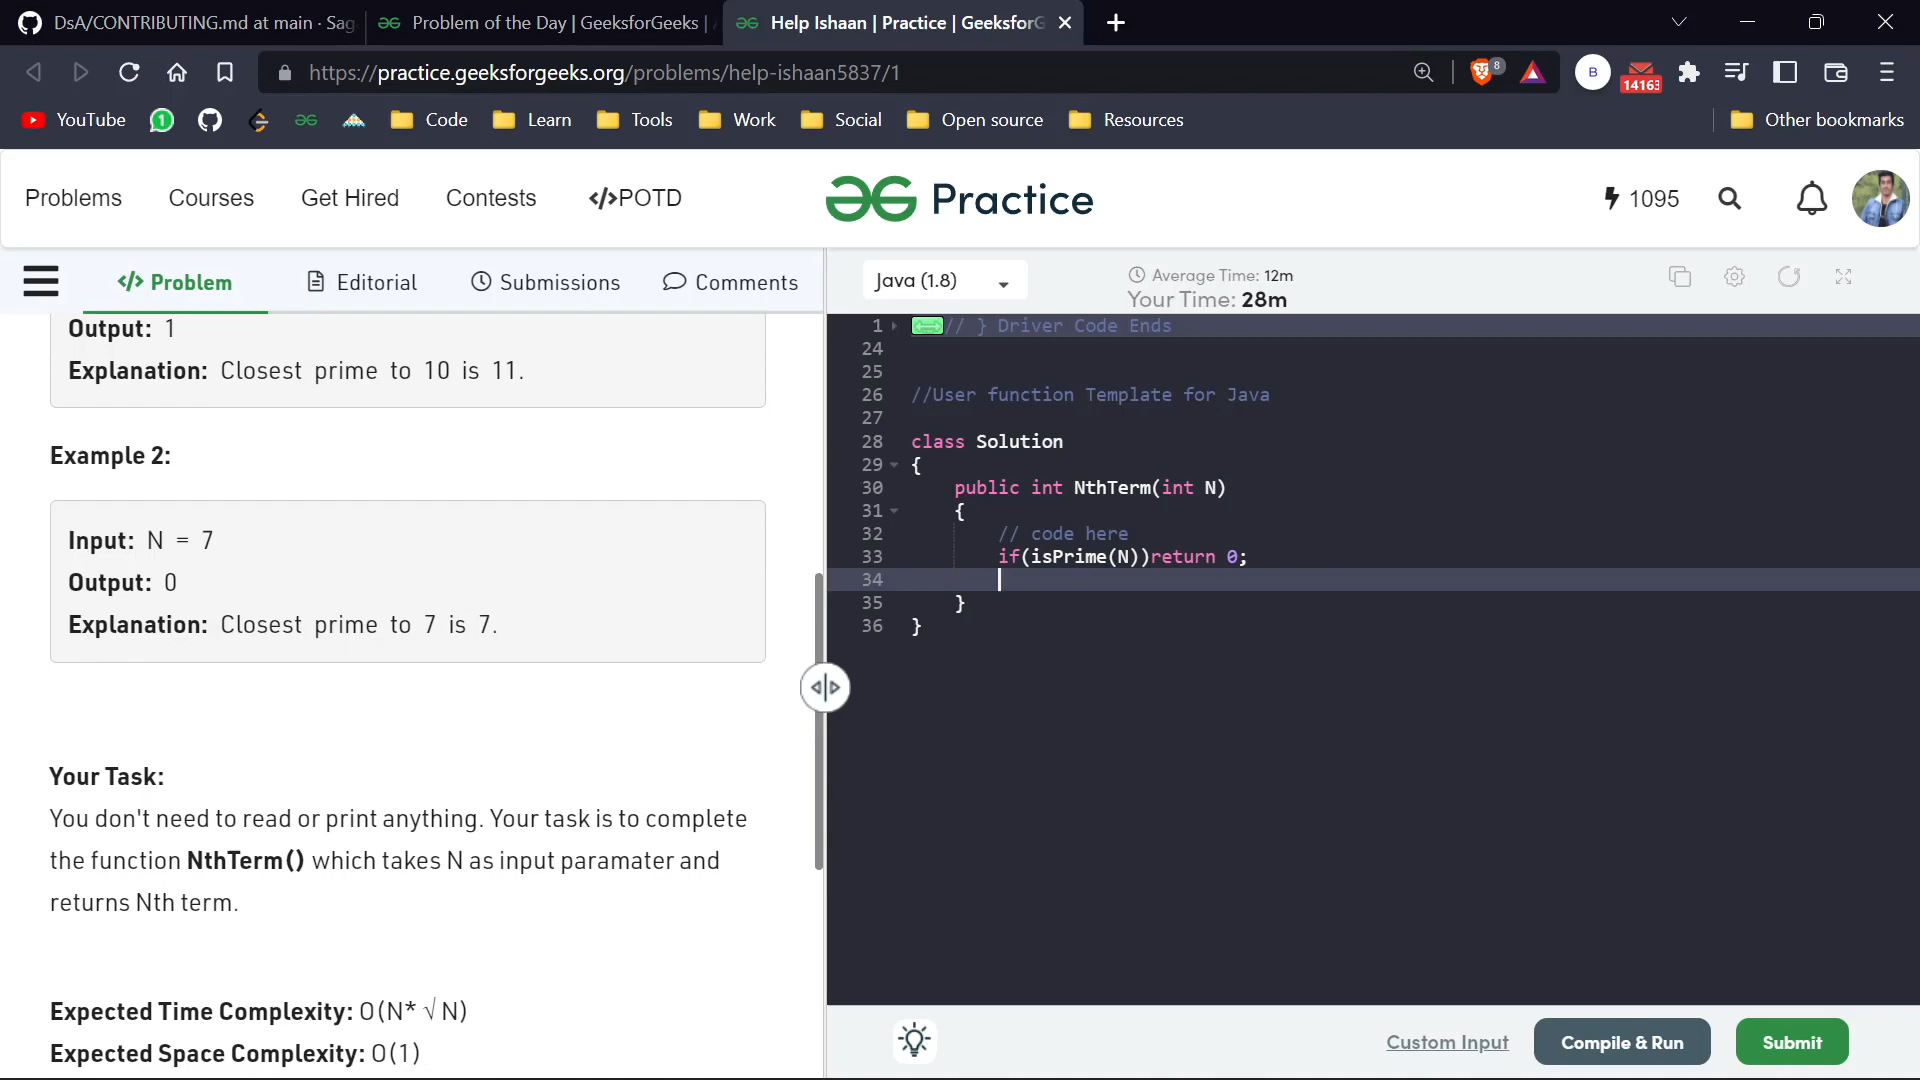 DsA/CONTRIBUTING.md at main · Sag
Problem of the Day | GeeksforGeeks |
Help Ishaan | Practice | GeeksforG
https://practice.geeksforgeeks.org/problems/help-ishaan5837/1
8
B
14163
YouTube
1
Code
Learn
Tools
Work
Social
Open source
Resources
Other bookmarks
Problems
Courses
Get Hired
Contests
</>POTD
Practice
1095
</> Problem
Editorial
Submissions
Comments
Java (1.8)
Average Time: 12m
Your Time: 28m
Output: 1
Explanation: Closest prime to 10 is 11.
Example 2:
Input: N = 7
Output: 0
Explanation: Closest prime to 7 is 7.
Your Task:
You don't need to read or print anything. Your task is to complete
the function NthTerm() which takes N as input paramater and
returns Nth term.
Expected Time Complexity: O(N* √ N)
Expected Space Complexity: O(1)
1 // } Driver Code Ends
24
25
26 //User function Template for Java
27
28 class Solution
29 {
30 public int NthTerm(int N)
31 {
32 // code here
33 if(isPrime(N))return 0;
34
35 }
36 }
Custom Input
Compile & Run
Submit